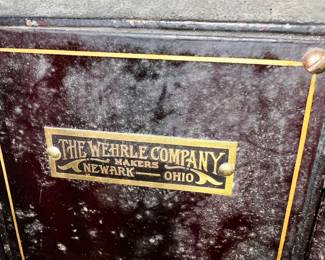 THE WEHRLE COMPANY
MAKERS
NEWARK — OHIO